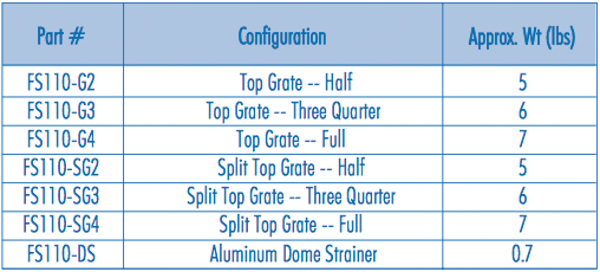 Part # Configuration Approx. Wt (lbs)
FS110-G2 Top Grate -- Half 5
FS110-G3 Top Grate -- Three Quarter 6
FS110-G4 Top Grate -- Full 7
FS110-SG2 Split Top Grate -- Half 5
FS110-SG3 Split Top Grate -- Three Quarter 6
FS110-SG4 Split Top Grate -- Full 7
FS110-DS Aluminum Dome Strainer 0.7